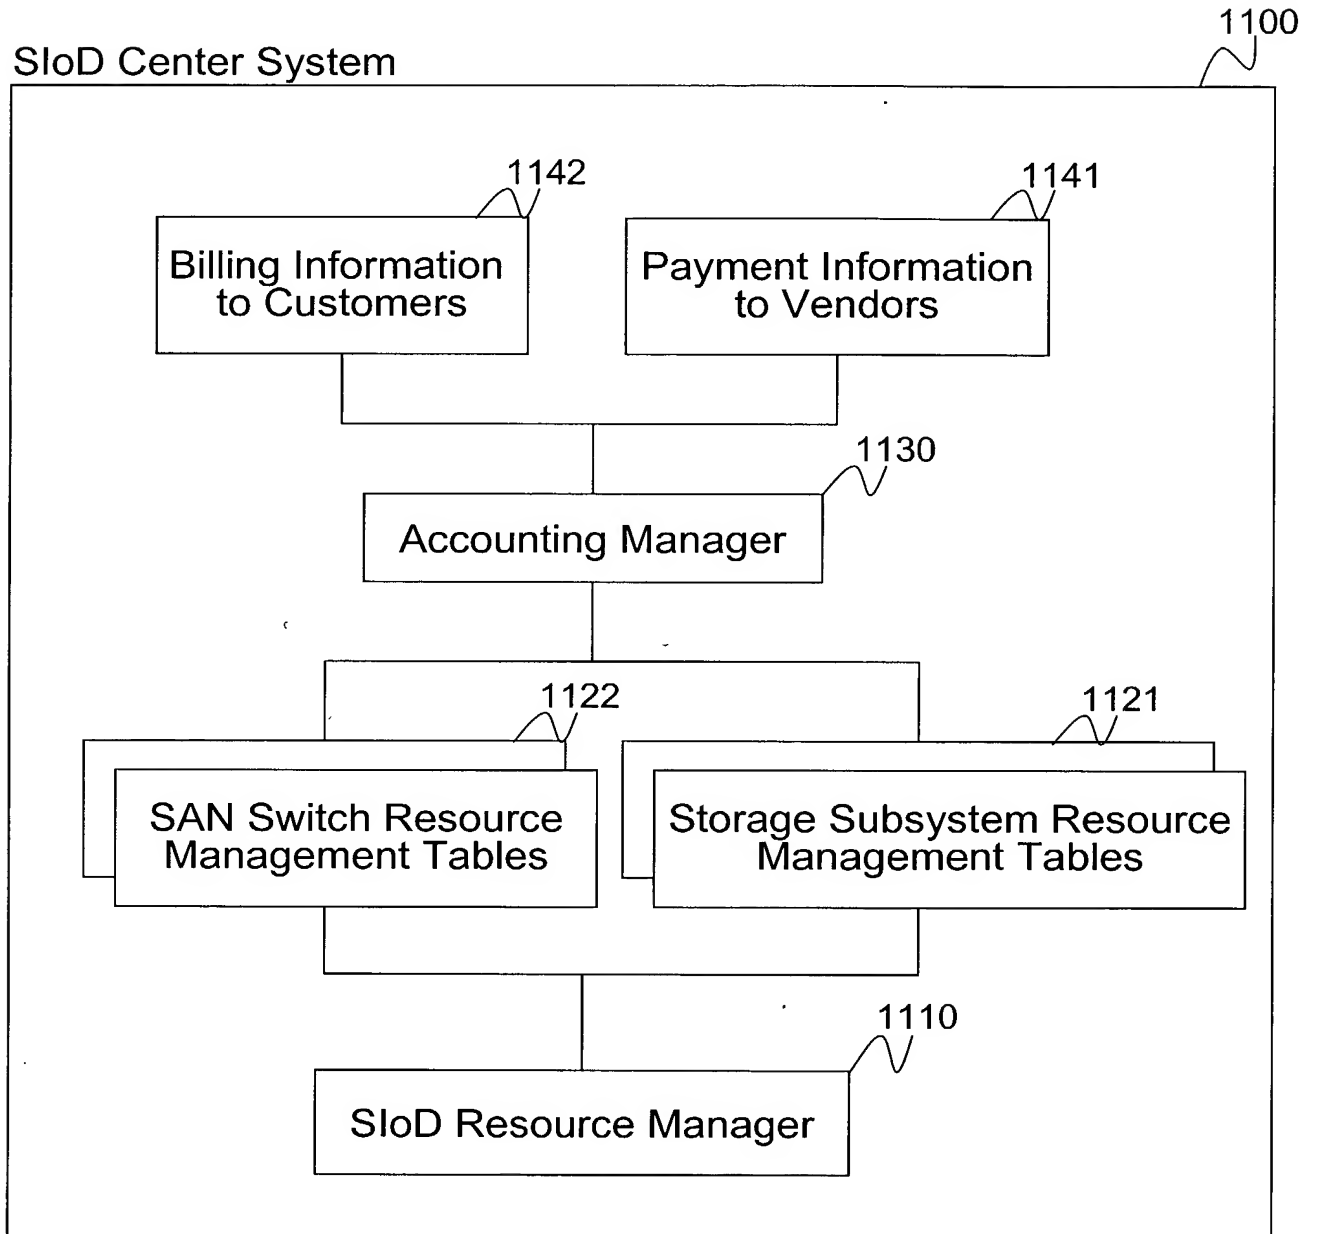 1100
SIoD Center System
1142
1141
Billing Information
to Customers
Payment Information
to Vendors
1130
Accounting Manager
1122
1121
SAN Switch Resource
Management Tables
Storage Subsystem Resource
Management Tables
1110
SIoD Resource Manager